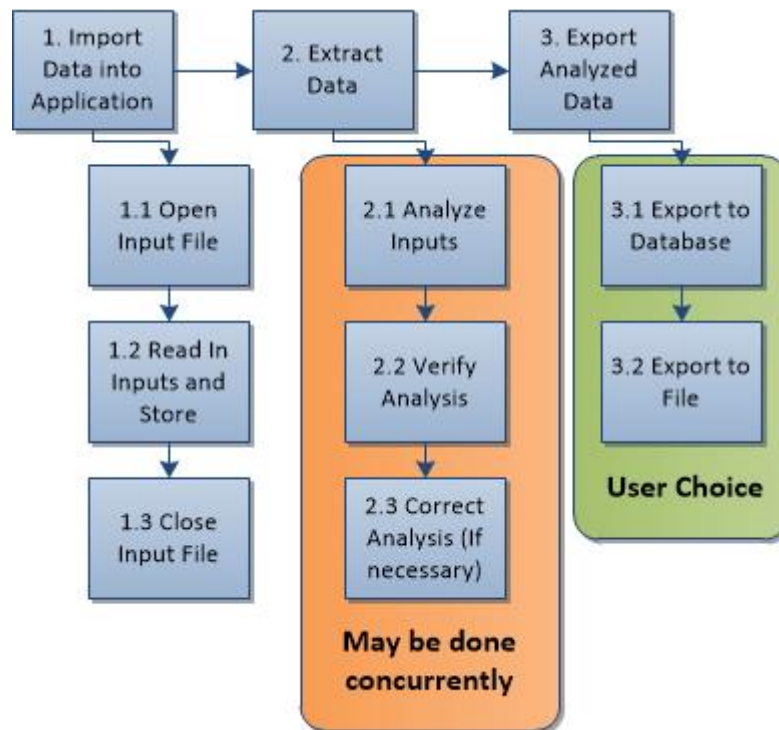 1. Import
Data into
Application
2. Extract
Data
3. Export
Analyzed
Data
1.1 Open
Input File
2.1 Analyze
Inputs
3.1 Export to
Database
1.2 Read In
Inputs and
Store
2.2 Verify
Analysis
3.2 Export to
File
1.3 Close
Input File
2.3 Correct
Analysis (If
necessary)
User Choice
May be done
concurrently